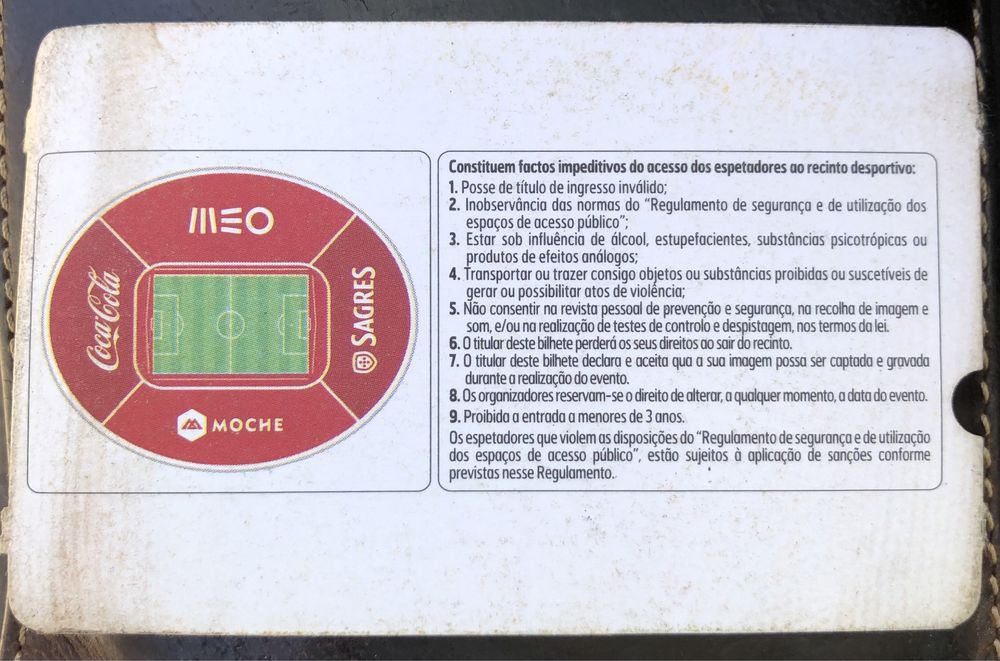 MEO
Coca-Cola
SAGRES
MOCHE
Constituem factos impeditivos do acesso dos espetadores ao recinto desportivo:
1. Posse de título de ingresso inválido;
2. Inobservância das normas do "Regulamento de segurança e de utilização dos
espaços de acesso público";
3. Estar sob influência de álcool, estupefacientes, substâncias psicotrópicas ou
produtos de efeitos análogos;
4. Transportar ou trazer consigo objetos ou substâncias proibidas ou suscetíveis de
gerar ou possibilitar atos de violência;
5. Não consentir na revista pessoal de prevenção e segurança, na recolha de imagem e
som, e/ou na realização de testes de controlo e despistagem, nos termos da lei.
6. O titular deste bilhete perderá os seus direitos ao sair do recinto.
7. O titular deste bilhete declara e aceita qua a sua imagem possa ser captada e gravada
durante a realização do evento.
8. Os organizadores reservam-se o direito de alterar, a qualquer momento, a data do evento.
9. Proibida a entrada a menores de 3 anos.
Os espetadores que violem as disposições do "Regulamento de segurança e de utilização
dos espaços de acesso público", estão sujeitos à aplicação de sanções conforme
previstas nesse Regulamento.